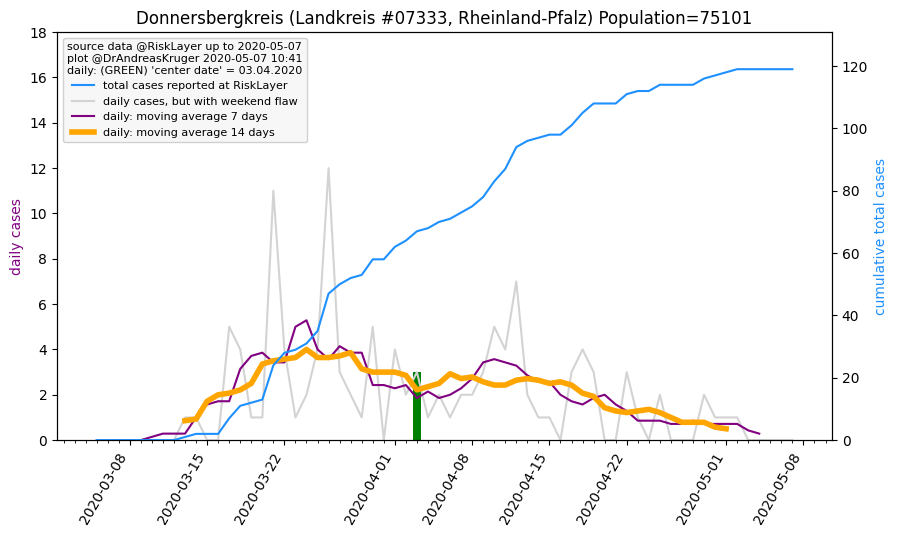 Donnersbergkreis (Landkreis #07333, Rheinland-Pfalz) Population=75101
source data @RiskLayer up to 2020-05-07
plot @DrAndreasKruger 2020-05-07 10:41
daily: (GREEN) 'center date' = 03.04.2020
total cases reported at RiskLayer
daily cases, but with weekend flaw
daily: moving average 7 days
daily: moving average 14 days
daily cases
18
16
14
12
10
8
6
4
2
0
cumulative total cases
120
100
80
60
40
20
0
2020-03-08
2020-03-15
2020-03-22
2020-04-01
2020-04-08
2020-04-15
2020-04-22
2020-05-01
2020-05-08